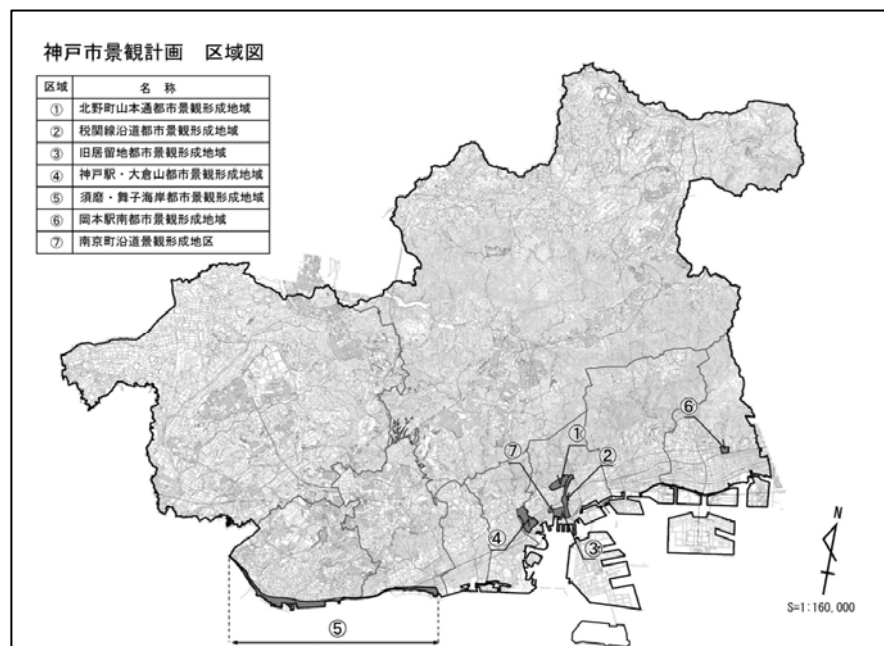 神戸市景観計画 区域図
区域 名 称
① 北野町山本通都市景観形成地域
② 税関線沿道都市景観形成地域
③ 旧居留地都市景観形成地域
④ 神戸駅・大倉山都市景観形成地域
⑤ 須磨・舞子海岸都市景観形成地域
⑥ 岡本駅南都市景観形成地域
⑦ 南京町沿道景観形成地区
⑥
①
⑦
②
④
③
N
S=1:160,000
⑤